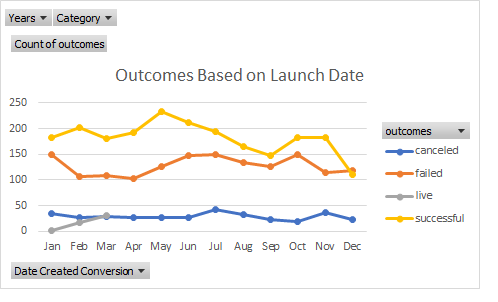 Years Category
Count of outcomes
Outcomes Based on Launch Date
250
200
150
100
50
0
Jan Feb Mar Apr May Jun Jul Aug Sep Oct Nov Dec
outcomes
canceled
failed
live
successful
Date Created Conversion